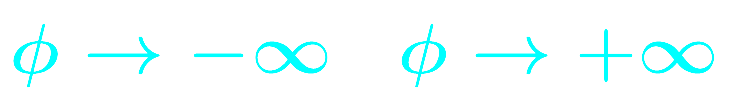 ϕ → −∞ ϕ → +∞